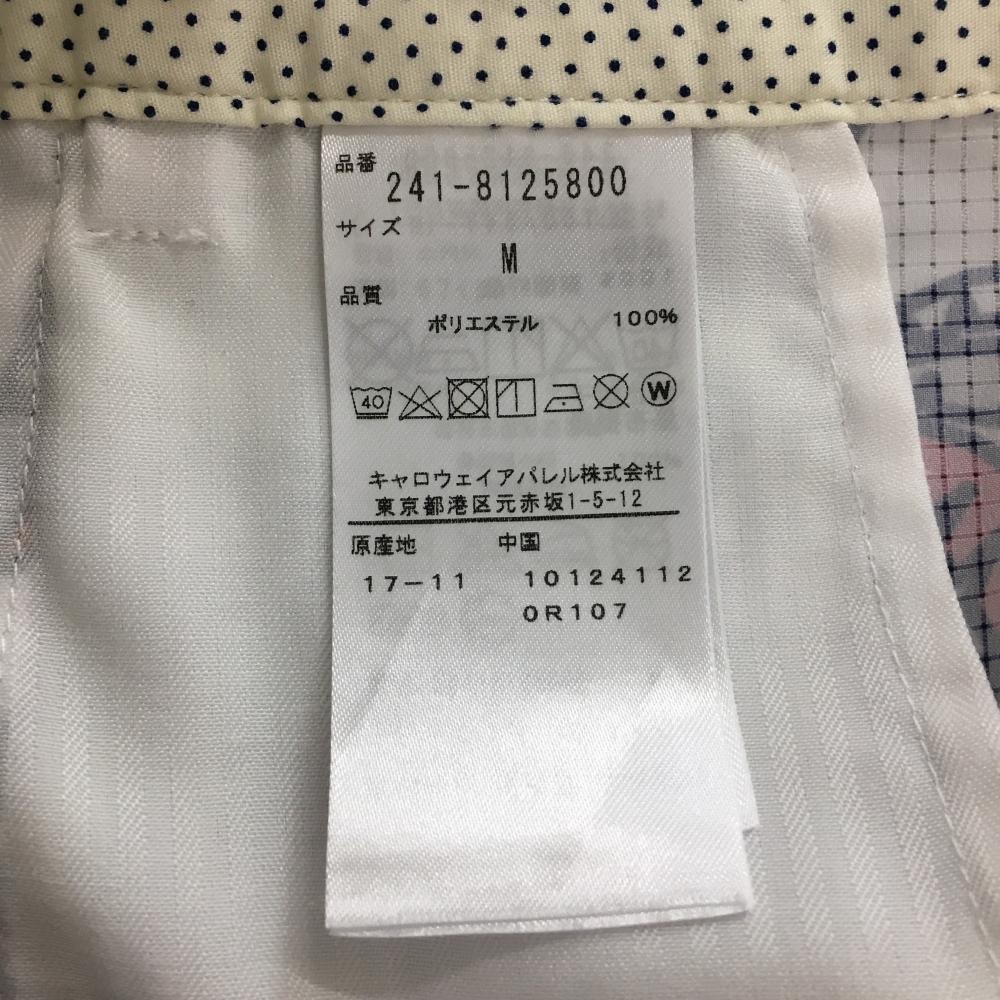 品番
241-8125800
サイズ
M
品質
ポリエステル 100%
40 W
キャロウェイアパレル株式会社
東京都港区元赤坂1-5-12
原産地 中国
17-11 10124112
0R107